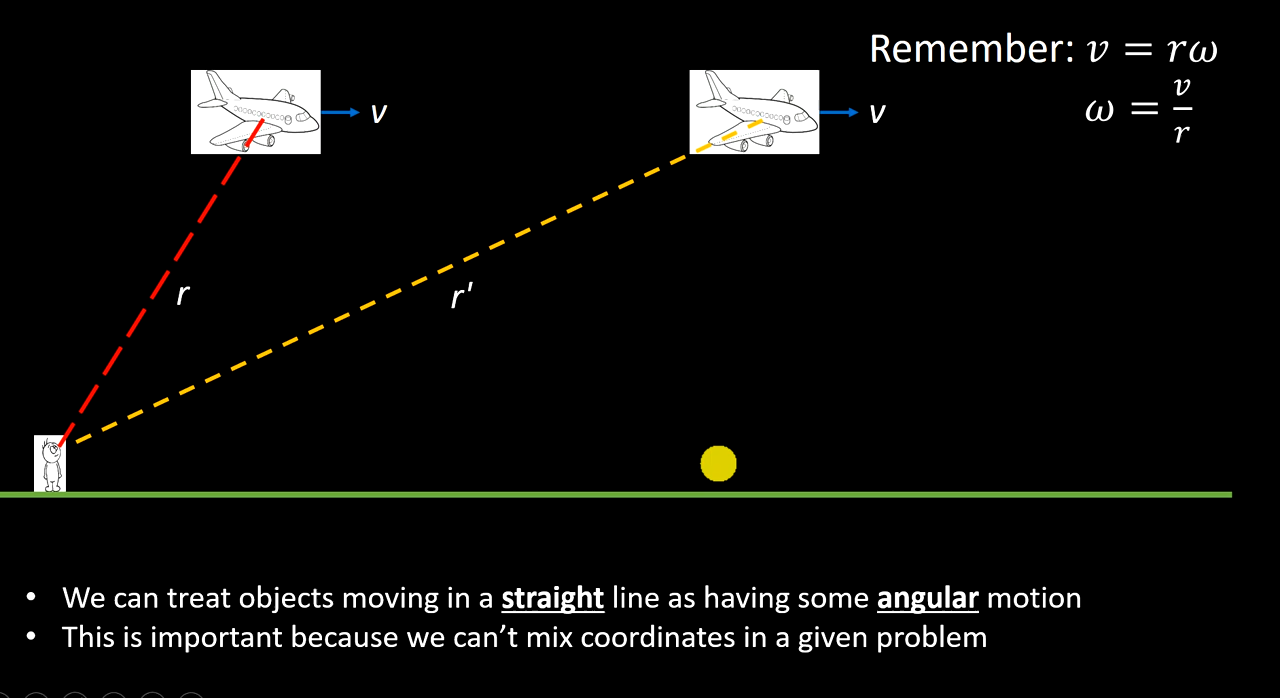 Remember: 𝑣 = 𝑟𝜔
𝜔 = 𝑣/𝑟
v
v
r
r'
• We can treat objects moving in a straight line as having some angular motion
• This is important because we can’t mix coordinates in a given problem